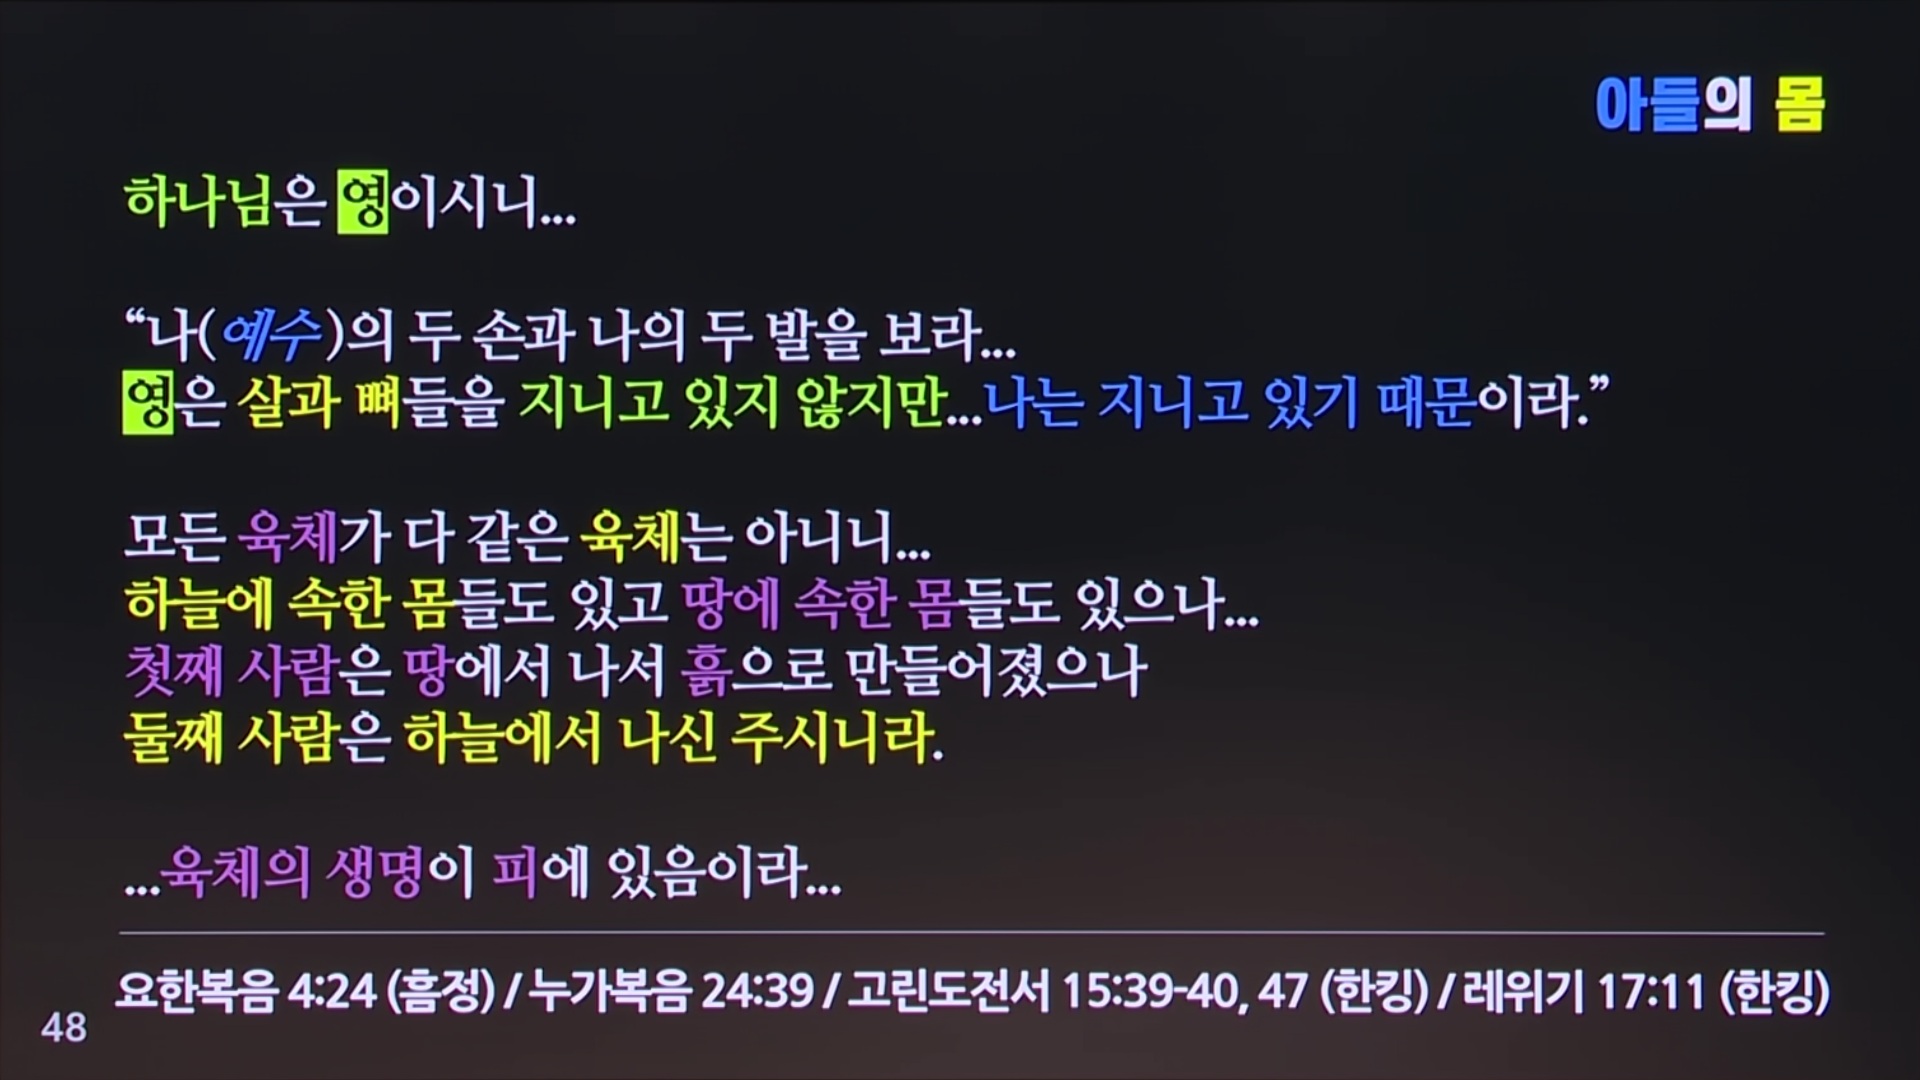 아들의 몸
하나님은 영이시니...
“나(예수)의 두 손과 나의 두 발을 보라...
영은 살과 뼈들을 지니고 있지 않지만...나는 지니고 있기 때문이라.”
모든 육체가 다 같은 육체는 아니니...
하늘에 속한 몸들도 있고 땅에 속한 몸들도 있으나...
첫째 사람은 땅에서 나서 흙으로 만들어졌으나
둘째 사람은 하늘에서 나신 주시니라.
...육체의 생명이 피에 있음이라...
요한복음 4:24 (흠정) / 누가복음 24:39 / 고린도전서 15:39-40, 47 (한킹) / 레위기 17:11 (한킹)
48